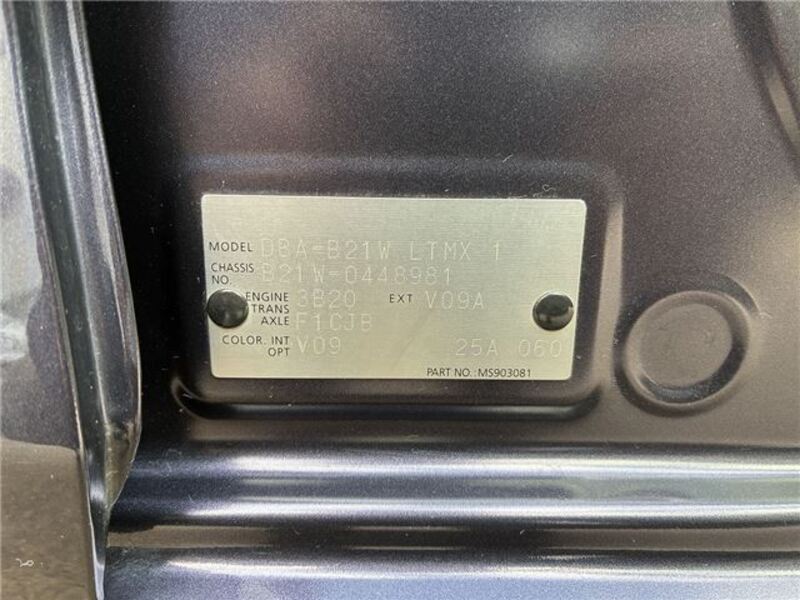 MODEL DBA-B21W LTMX 1
CHASSIS NO. B21W-0448981
ENGINE 3B20 EXT V09A
TRANS AXLE F1CJB
COLOR. INT OPT V09 25A 060
PART NO.: MS903081